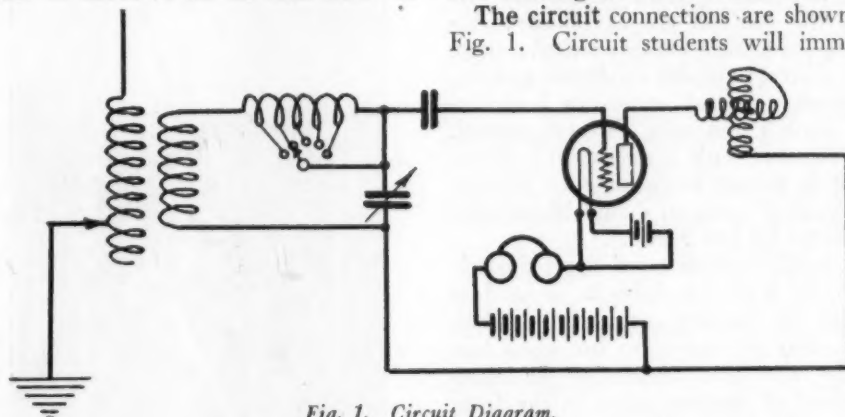 The circuit connections are shown
Fig. 1. Circuit students will imm
Fig. 1. Circuit Diagram.